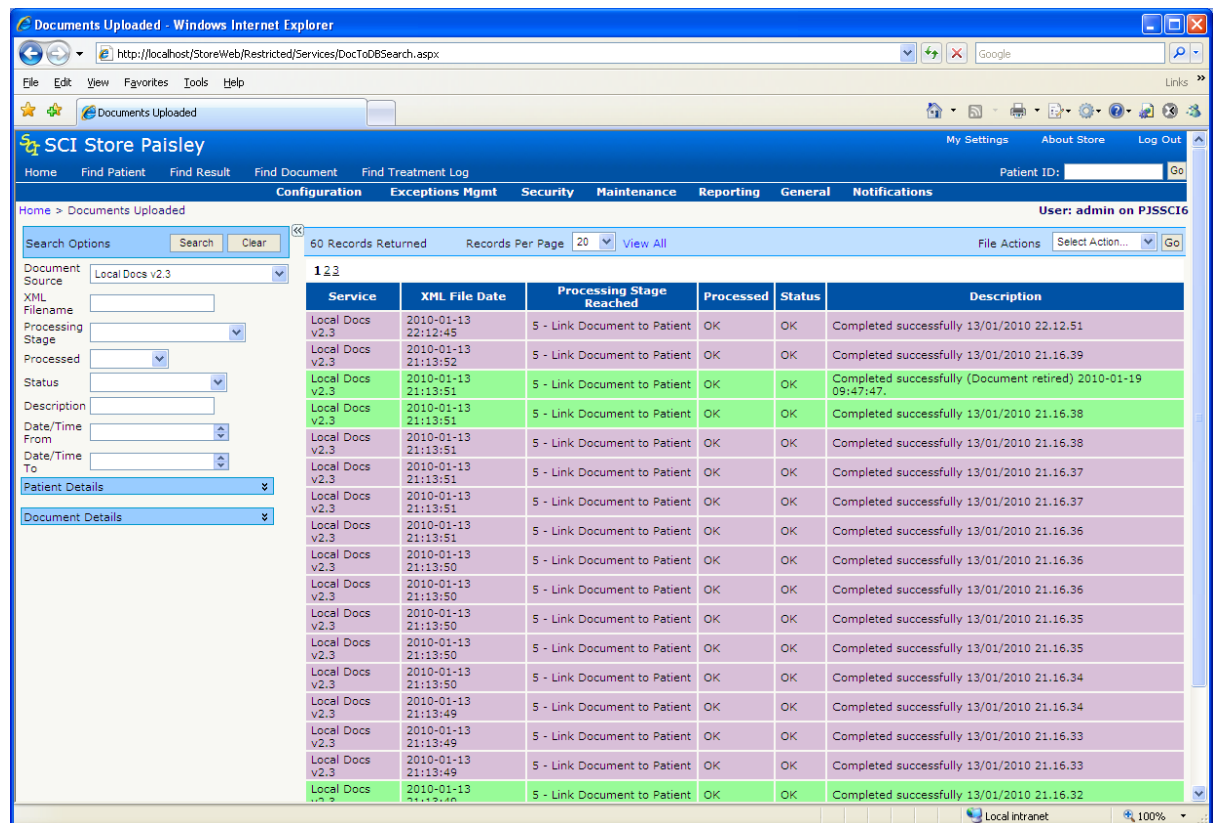 Documents Uploaded - Windows Internet Explorer
http://localhost/StoreWeb/Restricted/Services/DocToDBSearch.aspx
Google
File Edit View Favorites Tools Help
Links »
Documents Uploaded
SCI Store Paisley
My Settings About Store Log Out
Home Find Patient Find Result Find Document Find Treatment Log
Patient ID: Go
Configuration Exceptions Mgmt Security Maintenance Reporting General Notifications
Home > Documents Uploaded
User: admin on PJSSCI6
Search Options Search Clear
60 Records Returned Records Per Page 20 View All
File Actions Select Action... Go
Document Source Local Docs v2.3
XML Filename
Processing Stage
Processed
Status
Description
Date/Time From
Date/Time To
Patient Details
Document Details
1 2 3
Service XML File Date Processing Stage Reached Processed Status Description
Local Docs v2.3 2010-01-13 22:12:45 5 - Link Document to Patient OK OK Completed successfully 13/01/2010 22.12.51
Local Docs v2.3 2010-01-13 21:13:52 5 - Link Document to Patient OK OK Completed successfully 13/01/2010 21.16.39
Local Docs v2.3 2010-01-13 21:13:51 5 - Link Document to Patient OK OK Completed successfully (Document retired) 2010-01-19 09:47:47.
Local Docs v2.3 2010-01-13 21:13:51 5 - Link Document to Patient OK OK Completed successfully 13/01/2010 21.16.38
Local Docs v2.3 2010-01-13 21:13:51 5 - Link Document to Patient OK OK Completed successfully 13/01/2010 21.16.38
Local Docs v2.3 2010-01-13 21:13:51 5 - Link Document to Patient OK OK Completed successfully 13/01/2010 21.16.37
Local Docs v2.3 2010-01-13 21:13:51 5 - Link Document to Patient OK OK Completed successfully 13/01/2010 21.16.37
Local Docs v2.3 2010-01-13 21:13:51 5 - Link Document to Patient OK OK Completed successfully 13/01/2010 21.16.36
Local Docs v2.3 2010-01-13 21:13:50 5 - Link Document to Patient OK OK Completed successfully 13/01/2010 21.16.36
Local Docs v2.3 2010-01-13 21:13:50 5 - Link Document to Patient OK OK Completed successfully 13/01/2010 21.16.36
Local Docs v2.3 2010-01-13 21:13:50 5 - Link Document to Patient OK OK Completed successfully 13/01/2010 21.16.35
Local Docs v2.3 2010-01-13 21:13:50 5 - Link Document to Patient OK OK Completed successfully 13/01/2010 21.16.35
Local Docs v2.3 2010-01-13 21:13:50 5 - Link Document to Patient OK OK Completed successfully 13/01/2010 21.16.34
Local Docs v2.3 2010-01-13 21:13:49 5 - Link Document to Patient OK OK Completed successfully 13/01/2010 21.16.34
Local Docs v2.3 2010-01-13 21:13:49 5 - Link Document to Patient OK OK Completed successfully 13/01/2010 21.16.33
Local Docs v2.3 2010-01-13 21:13:49 5 - Link Document to Patient OK OK Completed successfully 13/01/2010 21.16.33
Local Docs 2010-01-13 5 - Link Document to Patient OK OK Completed successfully 13/01/2010 21.16.32
Local intranet 100%